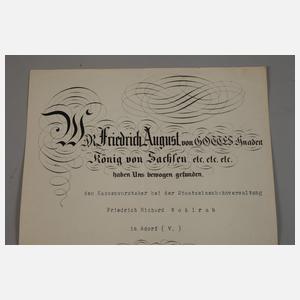 Wir Friedrich August, von GOTTES Gnaden
König von Sachsen etc. etc. etc.
haben Uns bewogen gefunden,
den Kassenvorsteher bei der Staatseisenbahnverwaltung
Friedrich Richard Wohlrab
in Adorf (V.)